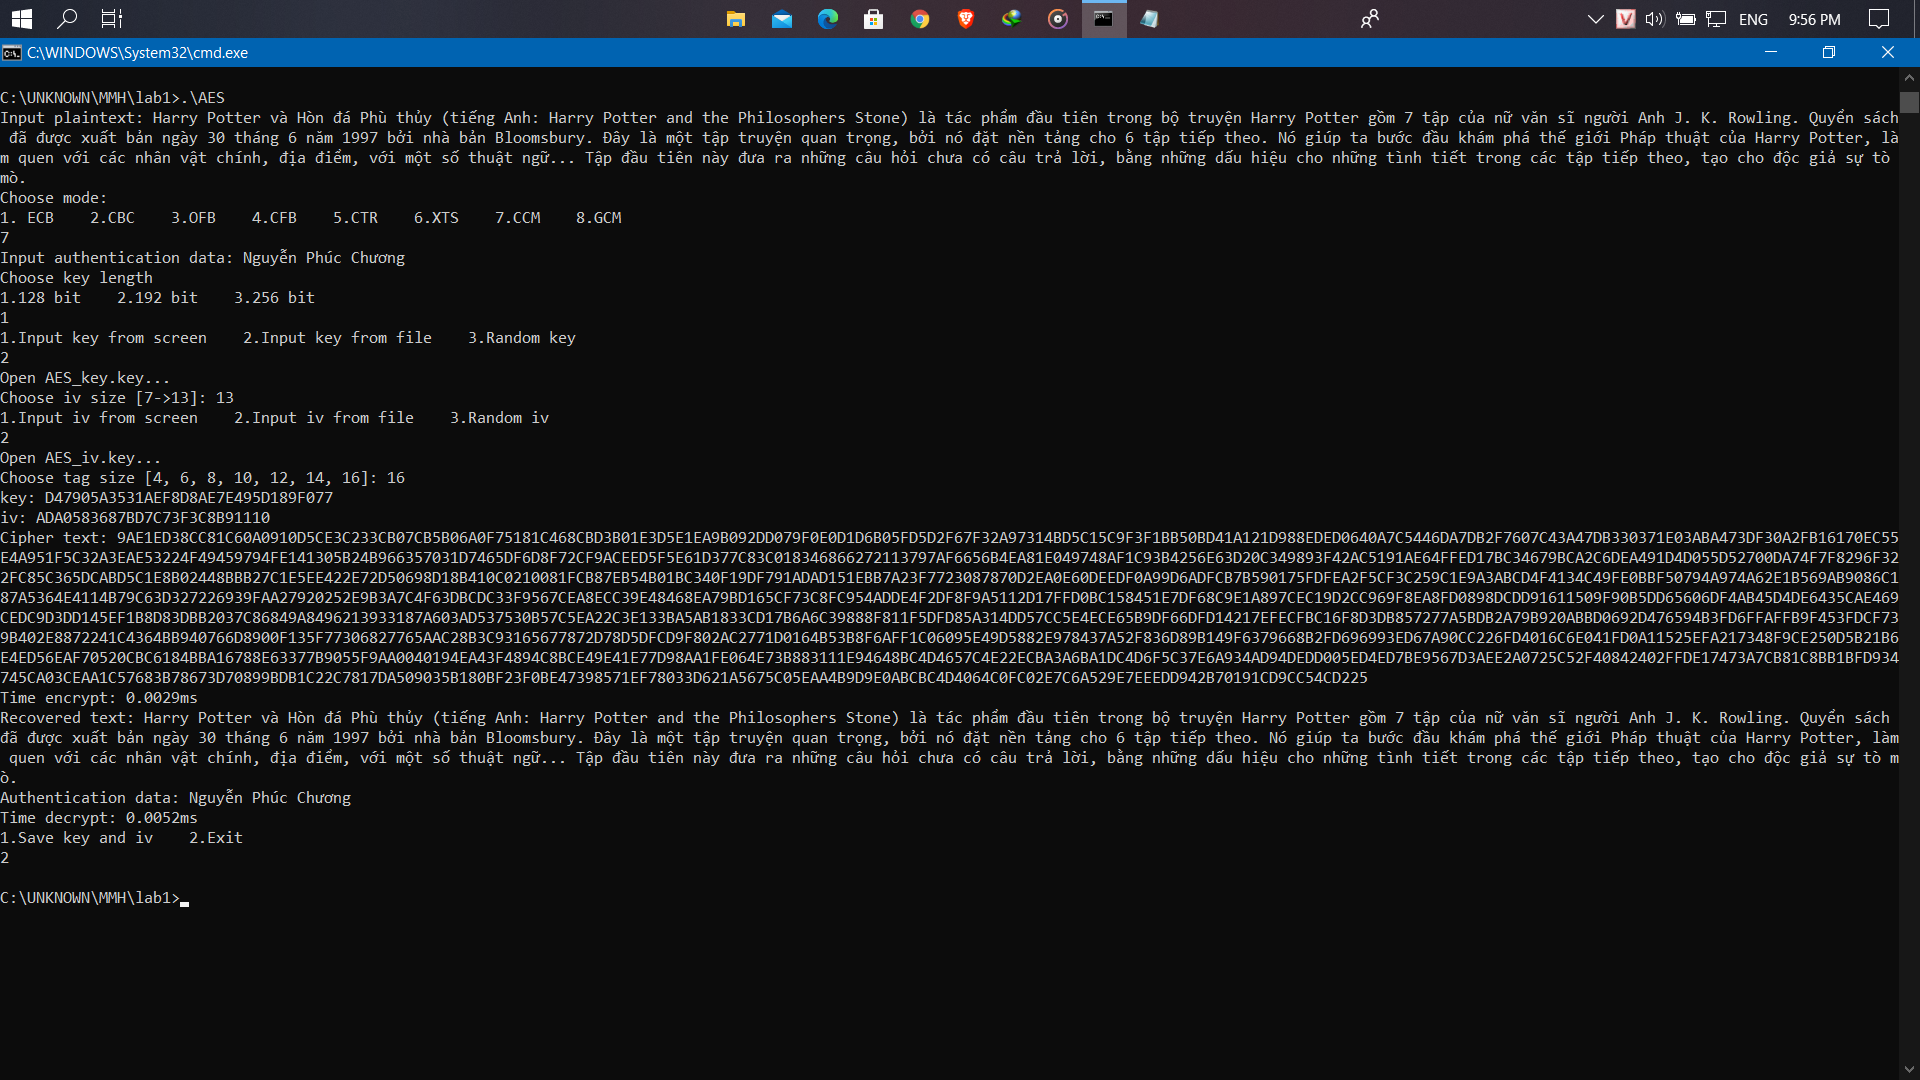 ENG 9:56 PM
C:\WINDOWS\System32\cmd.exe
C:\UNKNOWN\MMH\lab1>.\AES
Input plaintext: Harry Potter và Hòn đá Phù thủy (tiếng Anh: Harry Potter and the Philosophers Stone) là tác phẩm đầu tiên trong bộ truyện Harry Potter gồm 7 tập của nữ văn sĩ người Anh J. K. Rowling. Quyển sách
đã được xuất bản ngày 30 tháng 6 năm 1997 bởi nhà bản Bloomsbury. Đây là một tập truyện quan trọng, bởi nó đặt nền tảng cho 6 tập tiếp theo. Nó giúp ta bước đầu khám phá thế giới Pháp thuật của Harry Potter, là
m quen với các nhân vật chính, địa điểm, với một số thuật ngữ... Tập đầu tiên này đưa ra những câu hỏi chưa có câu trả lời, bằng những dấu hiệu cho những tình tiết trong các tập tiếp theo, tạo cho độc giả sự tò
mò.
Choose mode:
1. ECB    2.CBC    3.OFB    4.CFB    5.CTR    6.XTS    7.CCM    8.GCM
7
Input authentication data: Nguyễn Phúc Chương
Choose key length
1.128 bit    2.192 bit    3.256 bit
1
1.Input key from screen    2.Input key from file    3.Random key
2
Open AES_key.key...
Choose iv size [7->13]: 13
1.Input iv from screen    2.Input iv from file    3.Random iv
2
Open AES_iv.key...
Choose tag size [4, 6, 8, 10, 12, 14, 16]: 16
key: D47905A3531AEF8D8AE7E495D189F077
iv: ADA0583687BD7C73F3C8B91110
Cipher text: 9AE1ED38CC81C60A0910D5CE3C233CB07CB5B06A0F75181C468CBD3B01E3D5E1EA9B092DD079F0E0D1D6B05FD5D2F67F32A97314BD5C15C9F3F1BB50BD41A121D988EDED0640A7C5446DA7DB2F7607C43A47DB330371E03ABA473DF30A2FB16170EC55
E4A951F5C32A3EAE53224F49459794FE141305B24B966357031D7465DF6D8F72CF9ACEED5F5E61D377C83C018346866272113797AF6656B4EA81E049748AF1C93B4256E63D20C349893F42AC5191AE64FFED17BC34679BCA2C6DEA491D4D055D52700DA74F7F8296F32
2FC85C365DCABD5C1E8B02448BBB27C1E5EE422E72D50698D18B410C0210081FCB87EB54B01BC340F19DF791ADAD151EBB7A23F7723087870D2EA0E60DEEDF0A99D6ADFCB7B590175FDFEA2F5CF3C259C1E9A3ABCD4F4134C49FE0BBF50794A974A62E1B569AB9086C1
87A5364E4114B79C63D327226939FAA27920252E9B3A7C4F63DBCDC33F9567CEA8ECC39E48468EA79BD165CF73C8FC954ADDE4F2DF8F9A5112D17FFD0BC158451E7DF68C9E1A897CEC19D2CC969F8EA8FD0898DCDD91611509F90B5DD65606DF4AB45D4DE6435CAE469
CEDC9D3DD145EF1B8D83DBB2037C86849A8496213933187A603AD537530B57C5EA22C3E133BA5AB1833CD17B6A6C39888F811F5DFD85A314DD57CC5E4ECE65B9DF66DFD14217EFECFBC16F8D3DB857277A5BDB2A79B920ABBD0692D476594B3FD6FFAFFB9F453FDCF73
9B402E8872241C4364BB940766D8900F135F77306827765AAC28B3C93165677872D78D5DFCD9F802AC2771D0164B53B8F6AFF1C06095E49D5882E978437A52F836D89B149F6379668B2FD696993ED67A90CC226FD4016C6E041FD0A11525EFA217348F9CE250D5B21B6
E4ED56EAF70520CBC6184BBA16788E63377B9055F9AA0040194EA43F4894C8BCE49E41E77D98AA1FE064E73B883111E94648BC4D4657C4E22ECBA3A6BA1DC4D6F5C37E6A934AD94DEDD005ED4ED7BE9567D3AEE2A0725C52F40842402FFDE17473A7CB81C8BB1BFD934
745CA03CEAA1C57683B78673D70899BDB1C22C7817DA509035B180BF23F0BE47398571EF78033D621A5675C05EAA4B9D9E0ABCBC4D4064C0FC02E7C6A529E7EEEDD942B70191CD9CC54CD225
Time encrypt: 0.0029ms
Recovered text: Harry Potter và Hòn đá Phù thủy (tiếng Anh: Harry Potter and the Philosophers Stone) là tác phẩm đầu tiên trong bộ truyện Harry Potter gồm 7 tập của nữ văn sĩ người Anh J. K. Rowling. Quyển sách
đã được xuất bản ngày 30 tháng 6 năm 1997 bởi nhà bản Bloomsbury. Đây là một tập truyện quan trọng, bởi nó đặt nền tảng cho 6 tập tiếp theo. Nó giúp ta bước đầu khám phá thế giới Pháp thuật của Harry Potter, làm
quen với các nhân vật chính, địa điểm, với một số thuật ngữ... Tập đầu tiên này đưa ra những câu hỏi chưa có câu trả lời, bằng những dấu hiệu cho những tình tiết trong các tập tiếp theo, tạo cho độc giả sự tò m
ò.
Authentication data: Nguyễn Phúc Chương
Time decrypt: 0.0052ms
1.Save key and iv    2.Exit
2
C:\UNKNOWN\MMH\lab1>